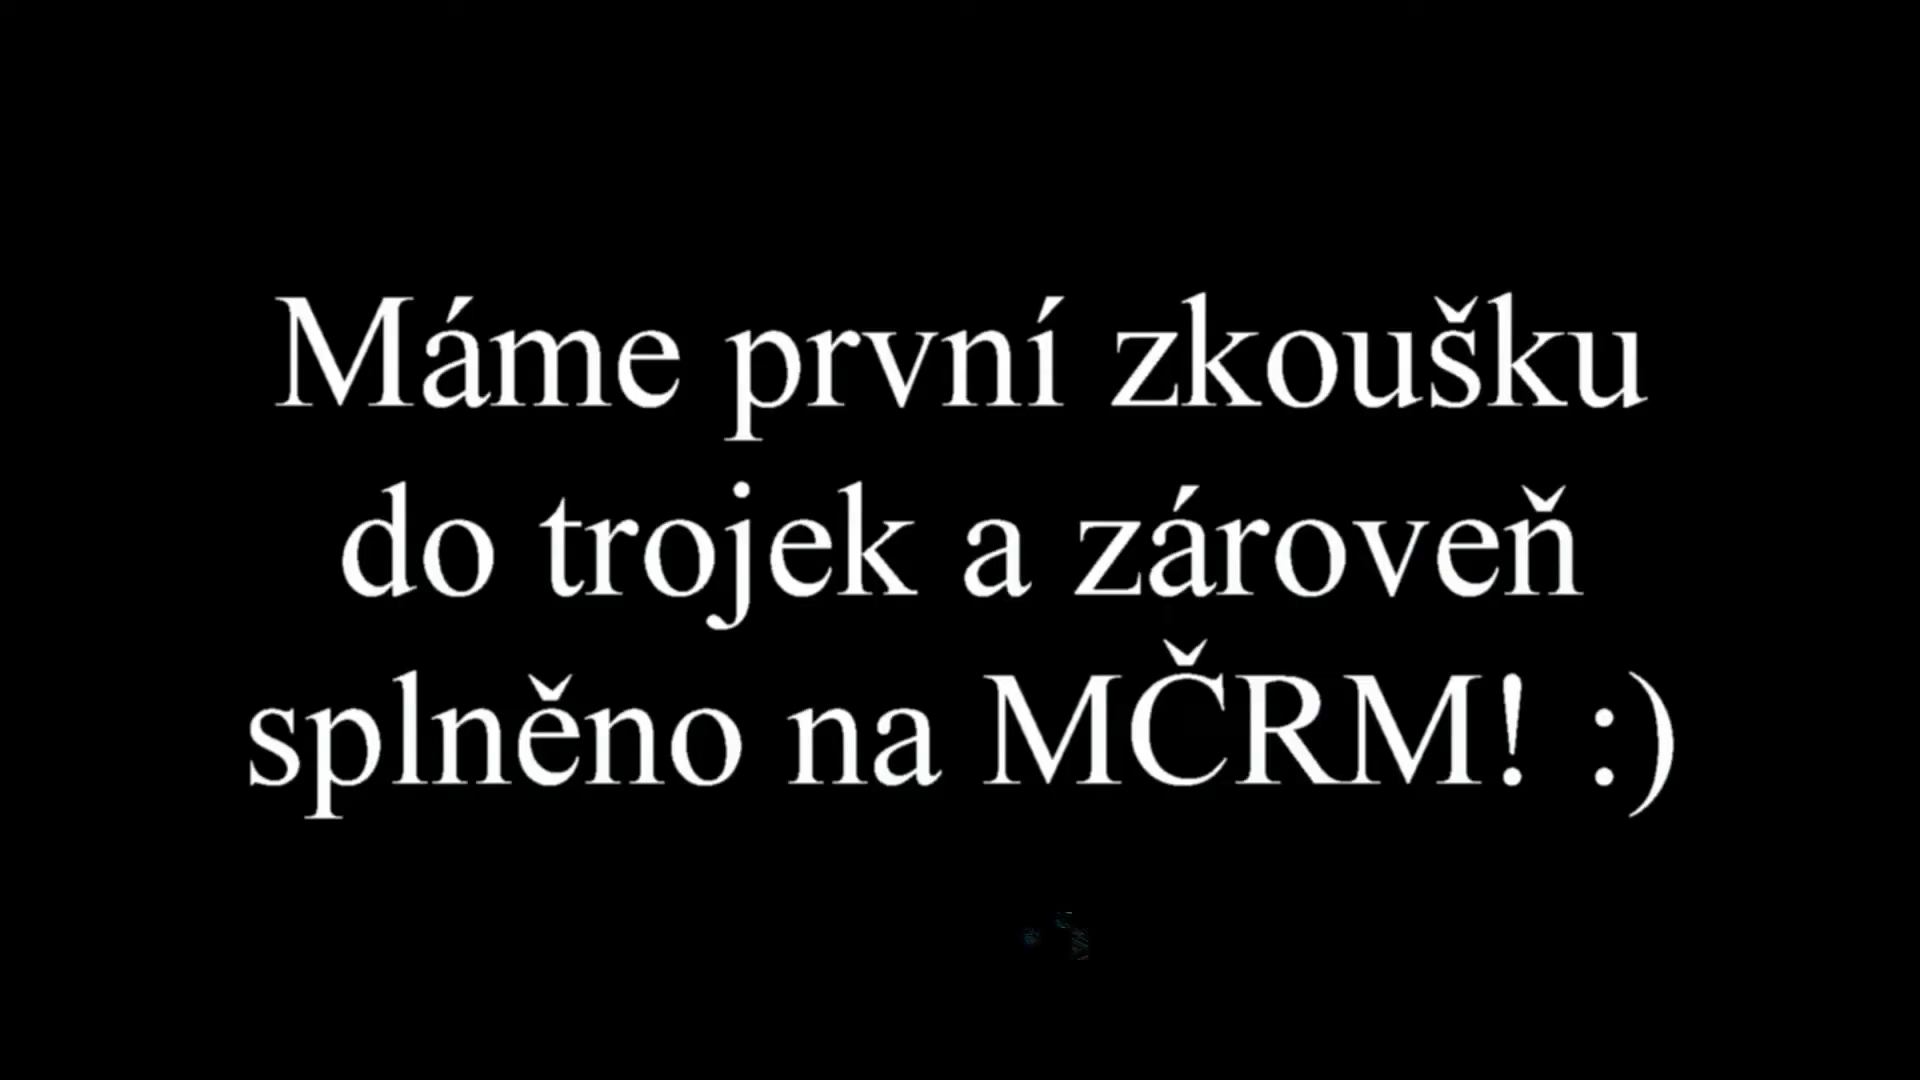 Máme první zkoušku
do trojek a zároveň
splněno na MČRM! :)